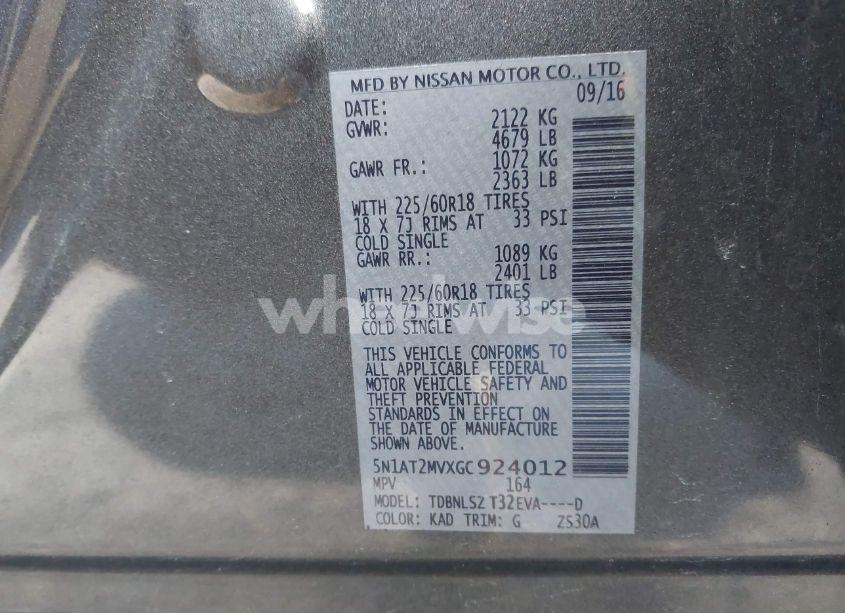 MFD BY NISSAN MOTOR CO., LTD.
DATE: 09/16
GVWR: 2122 KG
4679 LB
GAWR FR.: 1072 KG
2363 LB
WITH 225/60R18 TIRES
18 X 7J RIMS AT 33 PSI
COLD SINGLE
GAWR RR.: 1089 KG
2401 LB
WITH 225/60R18 TIRES
18 X 7J RIMS AT 33 PSI
COLD SINGLE
THIS VEHICLE CONFORMS TO
ALL APPLICABLE FEDERAL
MOTOR VEHICLE SAFETY AND
THEFT PREVENTION
STANDARDS IN EFFECT ON
THE DATE OF MANUFACTURE
SHOWN ABOVE.
5N1AT2MVXGC924012
MPV 164
MODEL: TDBNLSZ T32EVA----D
COLOR: KAD TRIM: G ZS30A